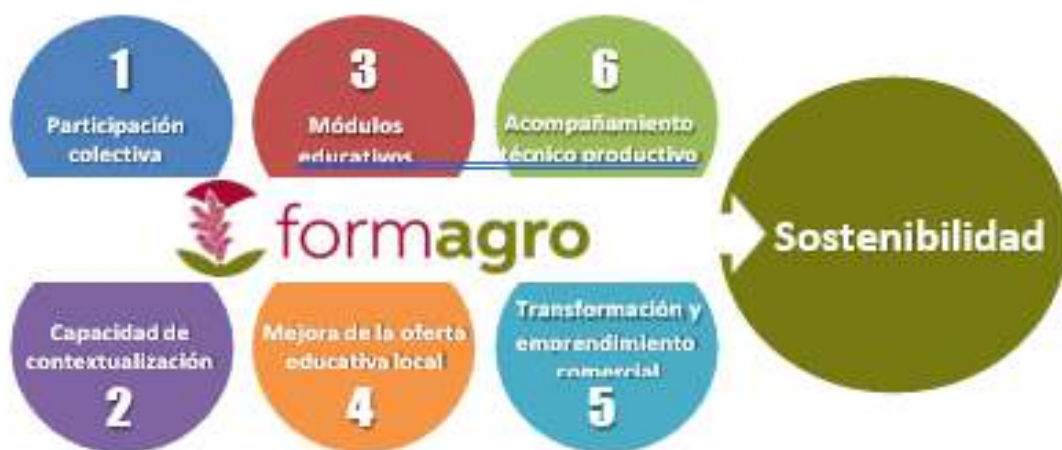 1
Participación
colectiva
3
Módulos
educativos
6
Acompañamiento
técnico productivo
formagro
Sostenibilidad
Capacidad de
contextualización
2
Mejora de la oferta
educativa local
4
Transformación y
emprendimiento
comercial
5